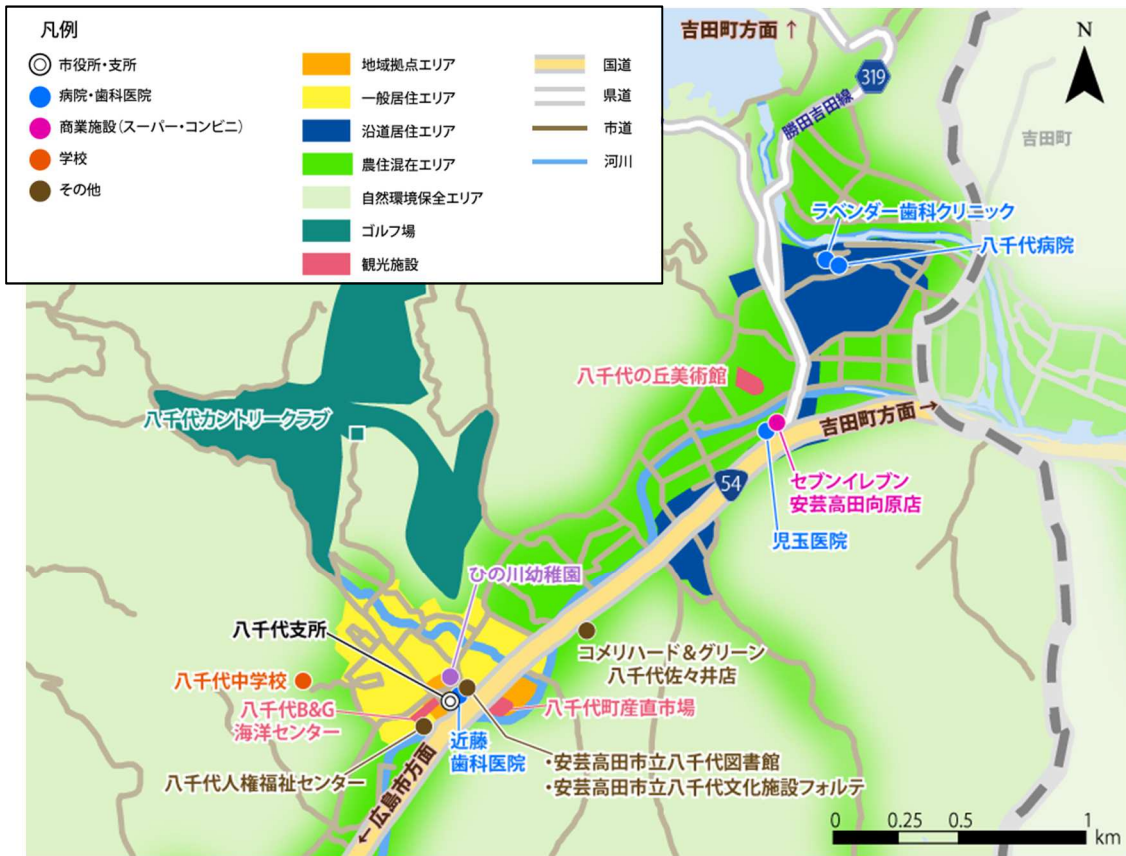 凡例
市役所・支所
病院・歯科医院
商業施設（スーパー・コンビニ）
学校
その他
地域拠点エリア
一般居住エリア
沿道居住エリア
農住混在エリア
自然環境保全エリア
ゴルフ場
観光施設
国道
県道
市道
河川
吉田町方面 ↑
319
勝田吉田線
N
吉田町
ラベンダー歯科クリニック
八千代病院
八千代の丘美術館
吉田町方面 →
セブンイレブン
安芸高田向原店
54
児玉医院
八千代カントリークラブ
ひの川幼稚園
八千代支所
コメリハード＆グリーン
八千代佐々井店
八千代中学校
八千代B&G
海洋センター
八千代町産直市場
近藤
歯科医院
八千代人権福祉センター
・安芸高田市立八千代図書館
・安芸高田市立八千代文化施設フォルテ
← 広島市方面
0 0.25 0.5 1
km